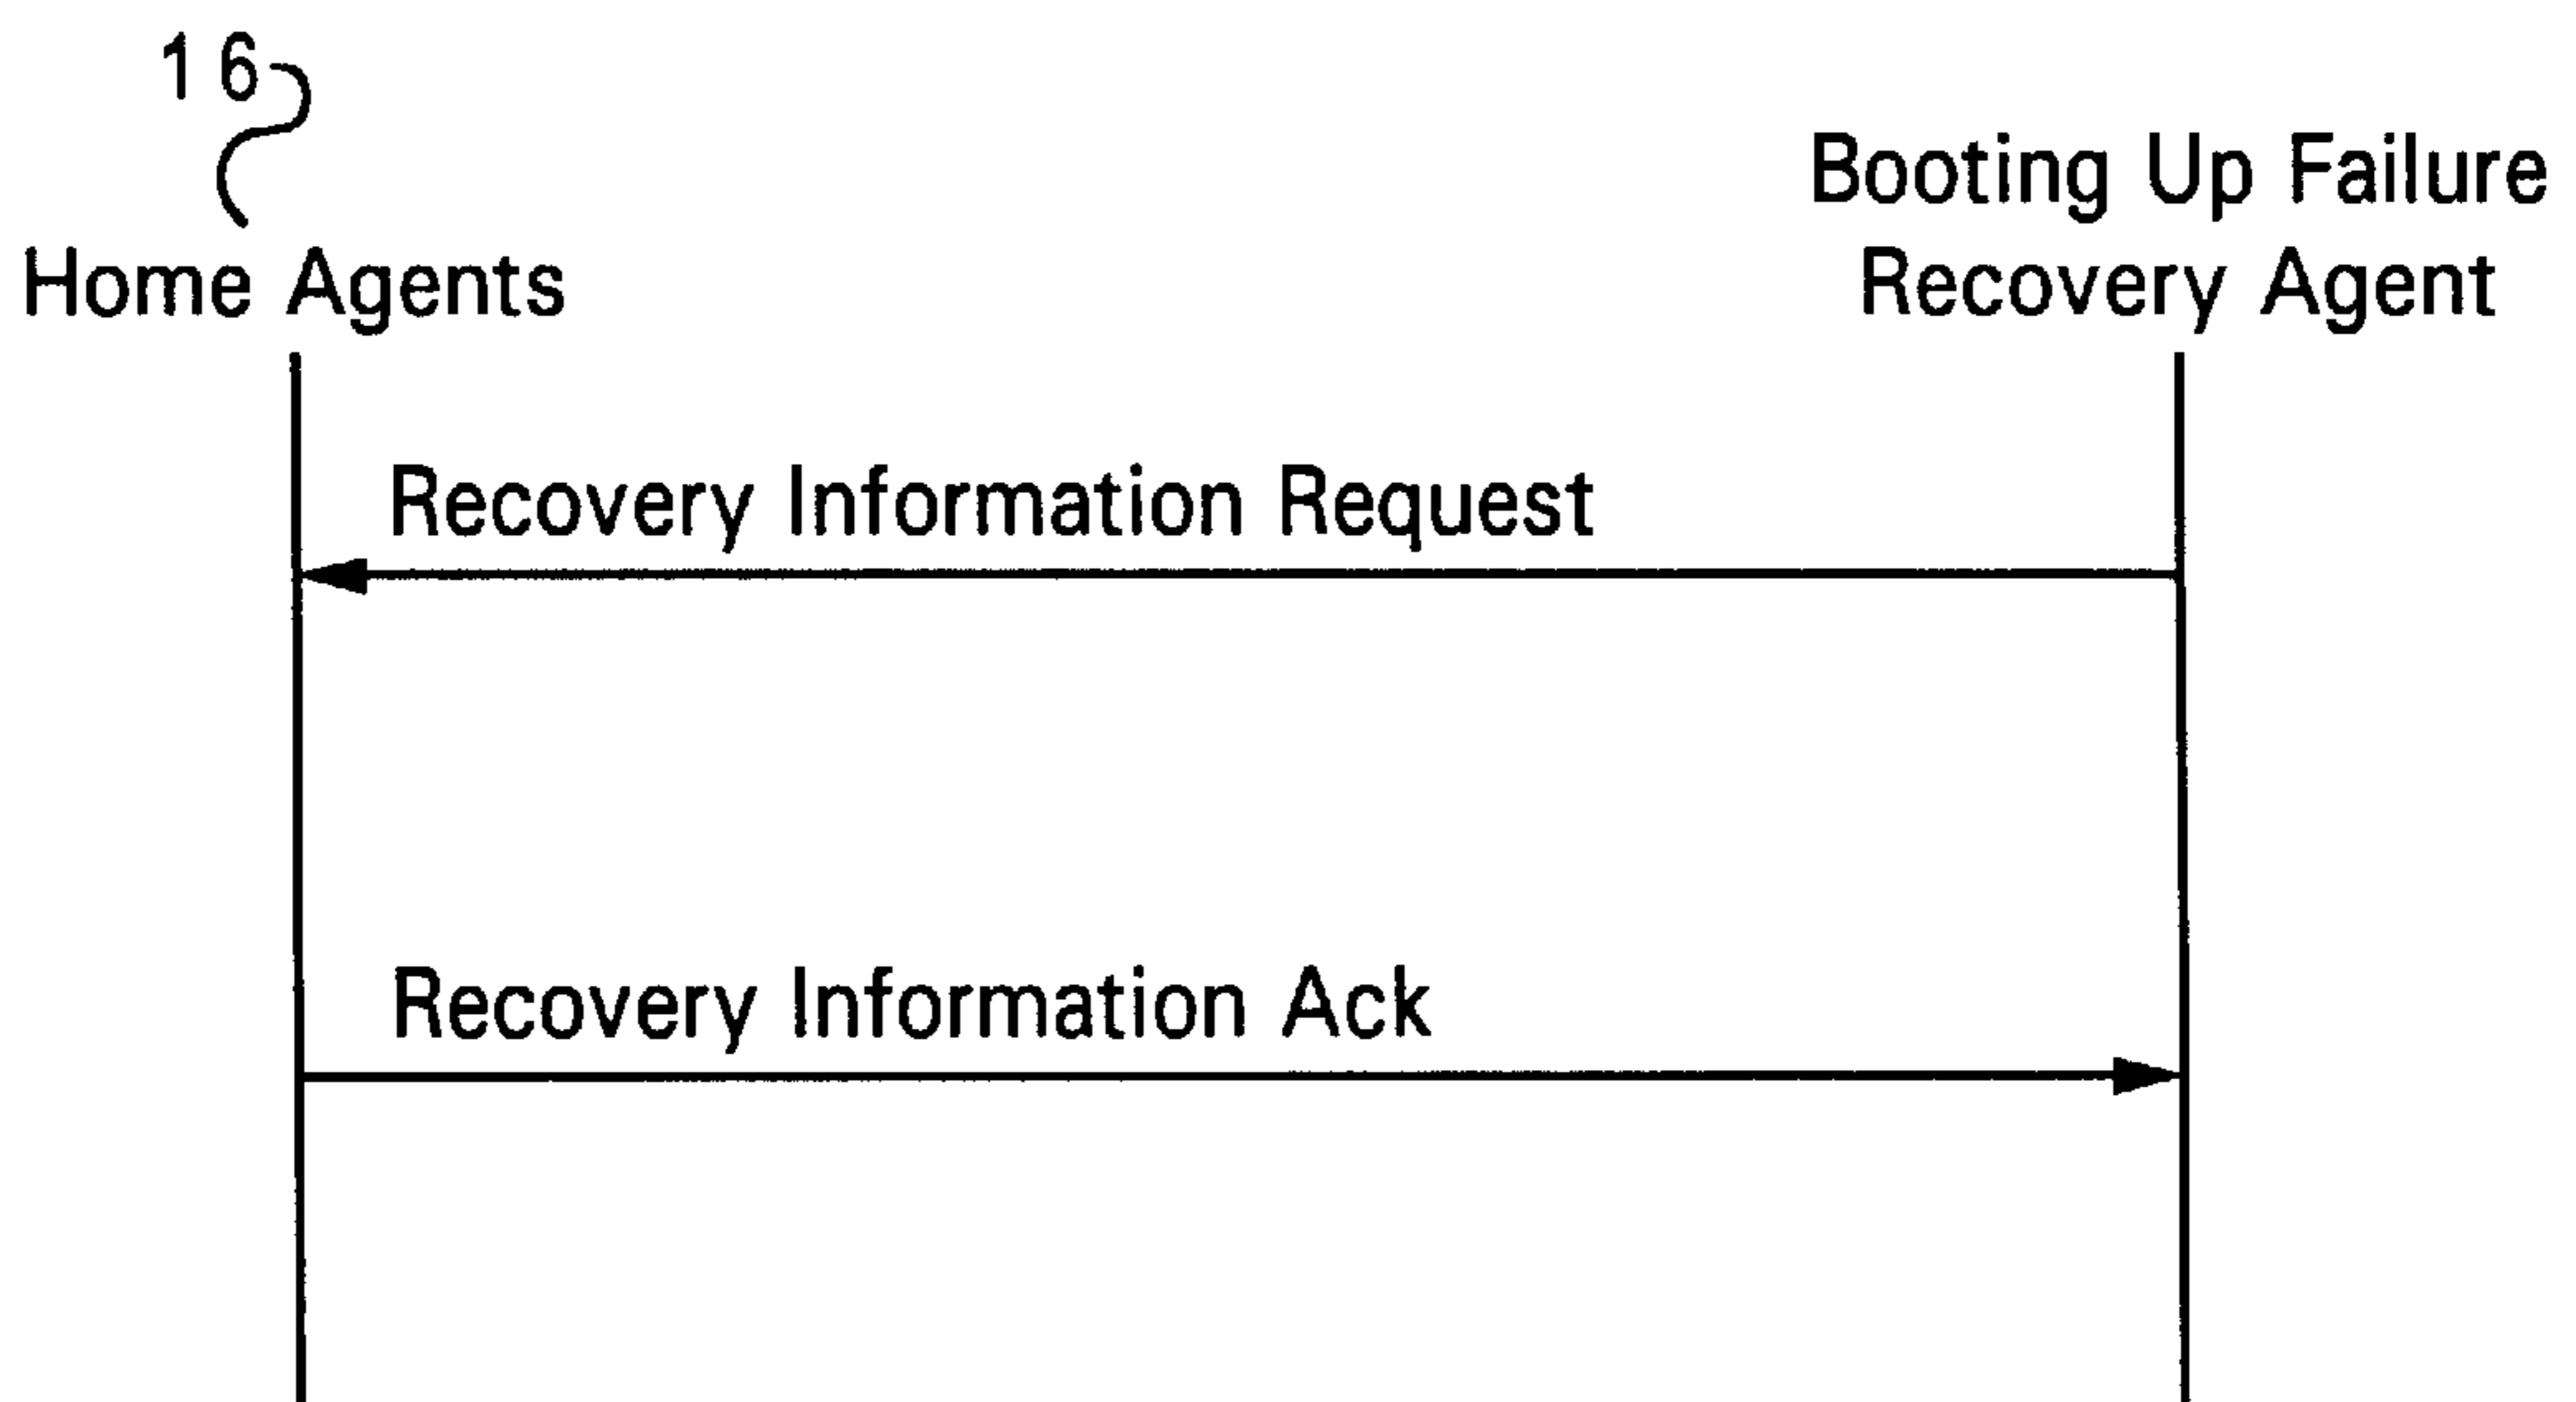 16
Home Agents
Booting Up Failure
Recovery Agent
Recovery Information Request
Recovery Information Ack